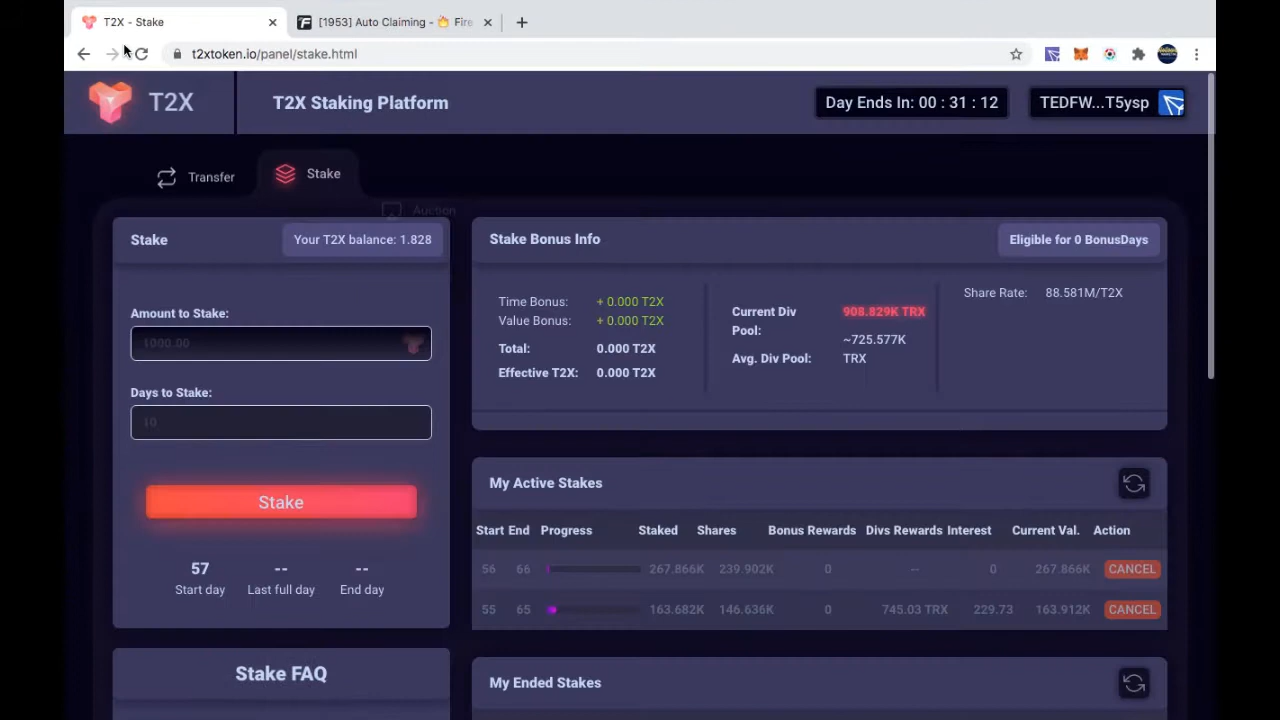 T2X - Stake
[1953] Auto Claiming - 🔥 Fire
t2xtoken.io/panel/stake.html
T2X
T2X Staking Platform
Day Ends In: 00 : 31 : 12
TEDFW...T5ysp
Transfer
Stake
Auction
Stake
Your T2X balance: 1.828
Amount to Stake:
1000.00
Days to Stake:
10
Stake
57
--
--
Start day
Last full day
End day
Stake FAQ
Stake Bonus Info
Eligible for 0 BonusDays
Time Bonus: + 0.000 T2X
Value Bonus: + 0.000 T2X
Total: 0.000 T2X
Effective T2X: 0.000 T2X
Current Div Pool: 908.829K TRX
Avg. Div Pool: ~725.577K TRX
Share Rate: 88.581M/T2X
My Active Stakes
Start End Progress Staked Shares Bonus Rewards Divs Rewards Interest Current Val. Action
56 66 267.866K 239.902K 0 -- 0 267.866K CANCEL
55 65 163.682K 146.636K 0 745.03 TRX 229.73 163.912K CANCEL
My Ended Stakes